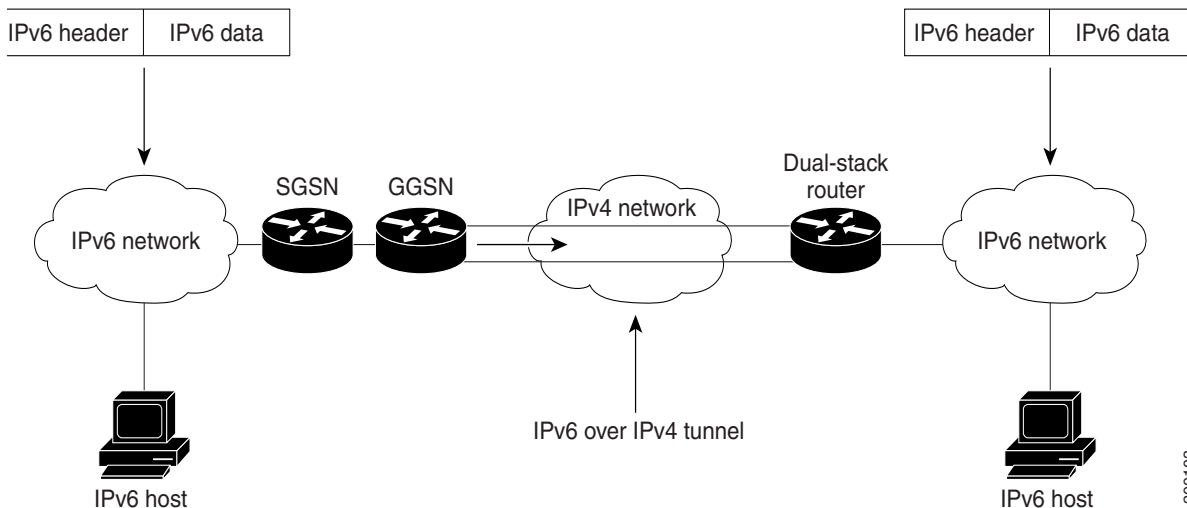 IPv6 header IPv6 data
IPv6 header IPv6 data
SGSN
GGSN
Dual-stack
router
IPv6 network
IPv4 network
IPv6 network
IPv6 over IPv4 tunnel
IPv6 host
IPv6 host